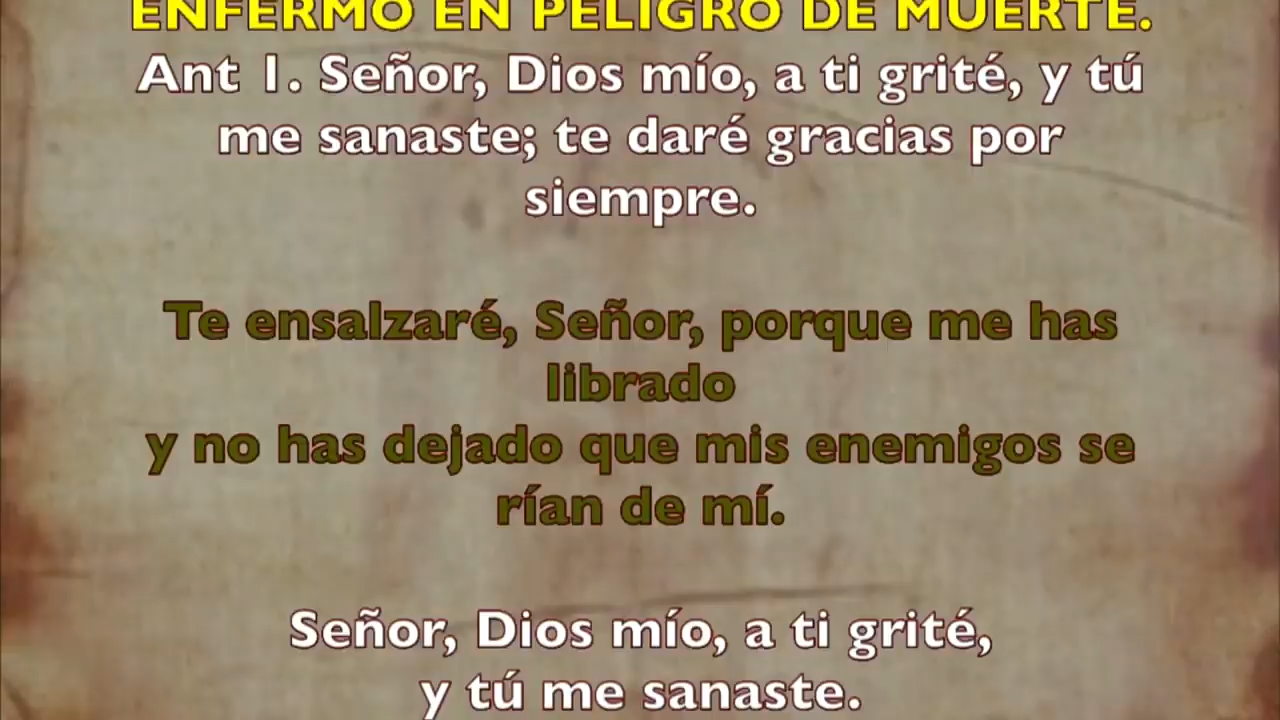 ENFERMO EN PELIGRO DE MUERTE.
Ant 1. Señor, Dios mío, a ti grité, y tú
me sanaste; te daré gracias por
siempre.
Te ensalzaré, Señor, porque me has
librado
y no has dejado que mis enemigos se
rían de mí.
Señor, Dios mío, a ti grité,
y tú me sanaste.